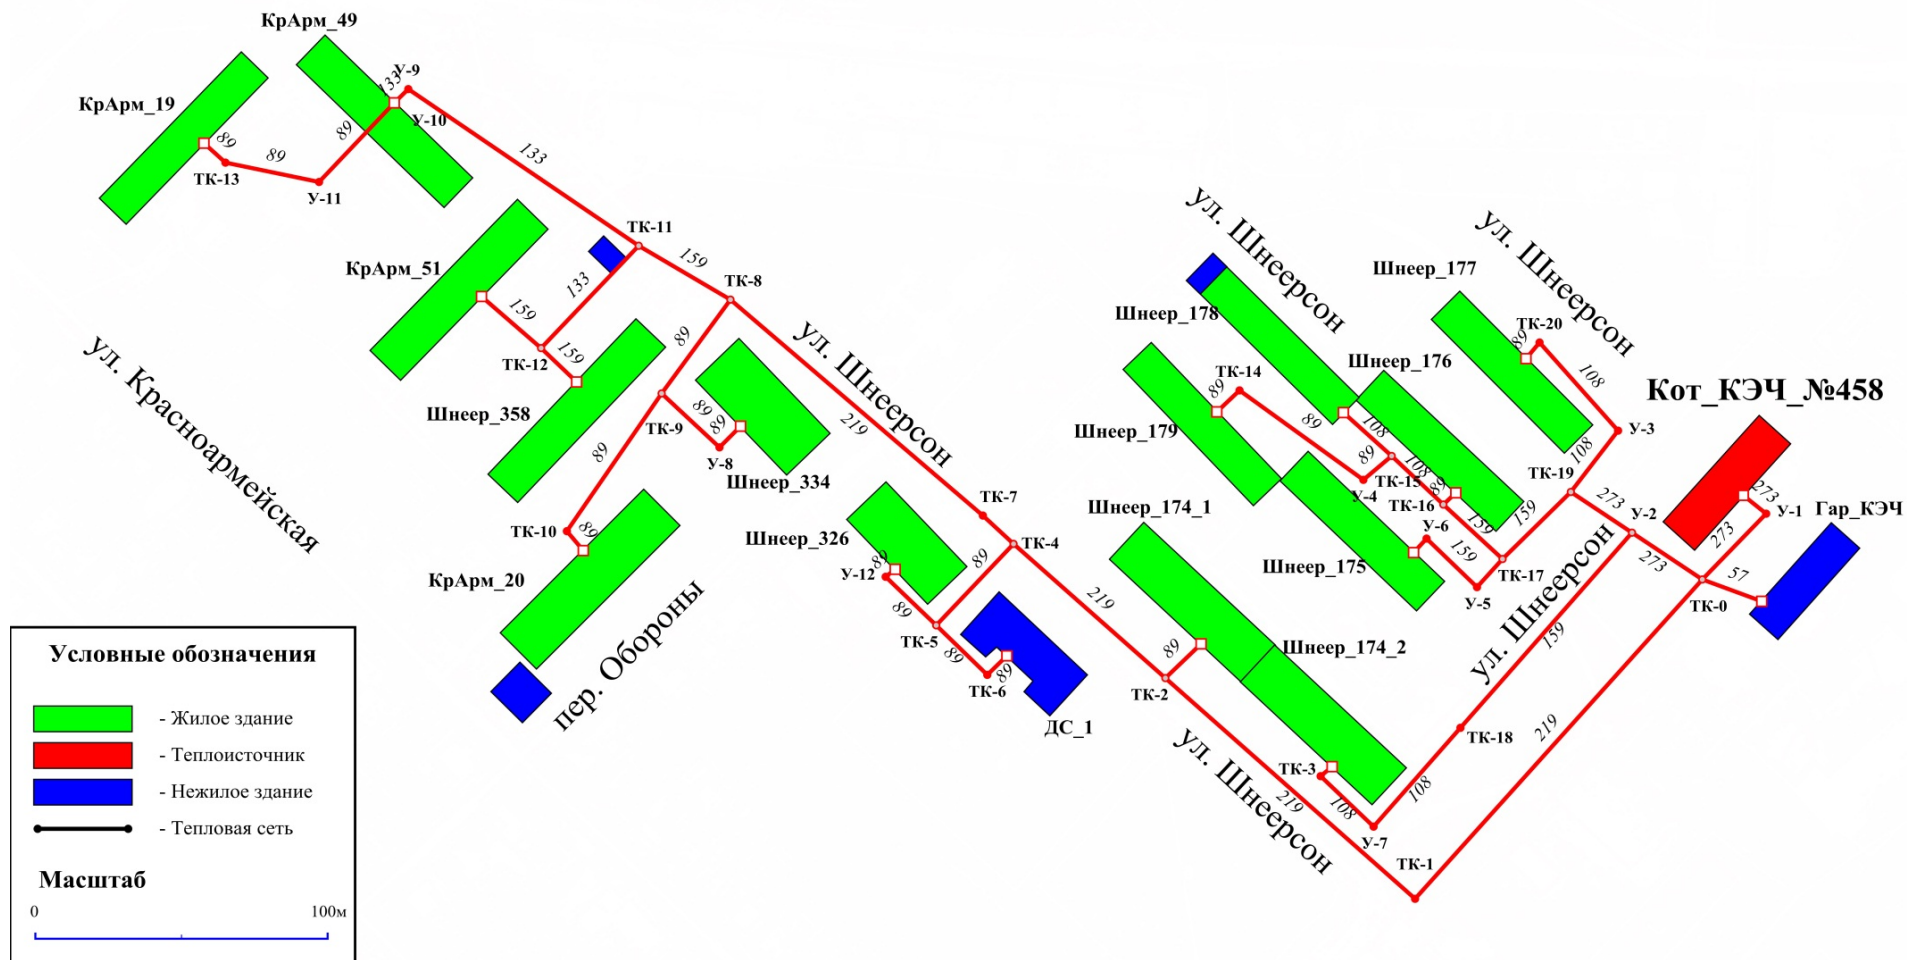 КрАрм_49
133
У-9
КрАрм_19
У-10
89
89
89
ТК-13
У-11
133
ТК-11
КрАрм_51
159
133
ТК-8
159
ТК-12
159
Шнеер_358
89
ул. Шнеерсон
89
89
ТК-9
У-8
Шнеер_334
219
89
ТК-10
89
КрАрм_20
ул. Красноармейская
пер. Обороны
ТК-7
ТК-4
Шнеер_326
89
У-12
89
89
ТК-5
89
89
ТК-6
ДС_1
219
ул. Шнеерсон
ул. Шнеерсон
Шнеер_177
Шнеер_178
ТК-20
89
108
Шнеер_176
ТК-14
89
Шнеер_179
89
108
89
108
ТК-15
У-4
89
ТК-16
У-3
108
ТК-19
Кот_КЭЧ_№458
273
У-1
Гар_КЭЧ
273
У-2
273
273
57
ТК-0
Шнеер_174_1
У-6
159
159
159
ТК-17
Шнеер_175
У-5
ул. Шнеерсон
159
Шнеер_174_2
89
ТК-2
219
ТК-18
ТК-3
108
108
У-7
219
ул. Шнеерсон
ТК-1
Условные обозначения
- Жилое здание
- Теплоисточник
- Нежилое здание
- Тепловая сеть
Масштаб
0
100м